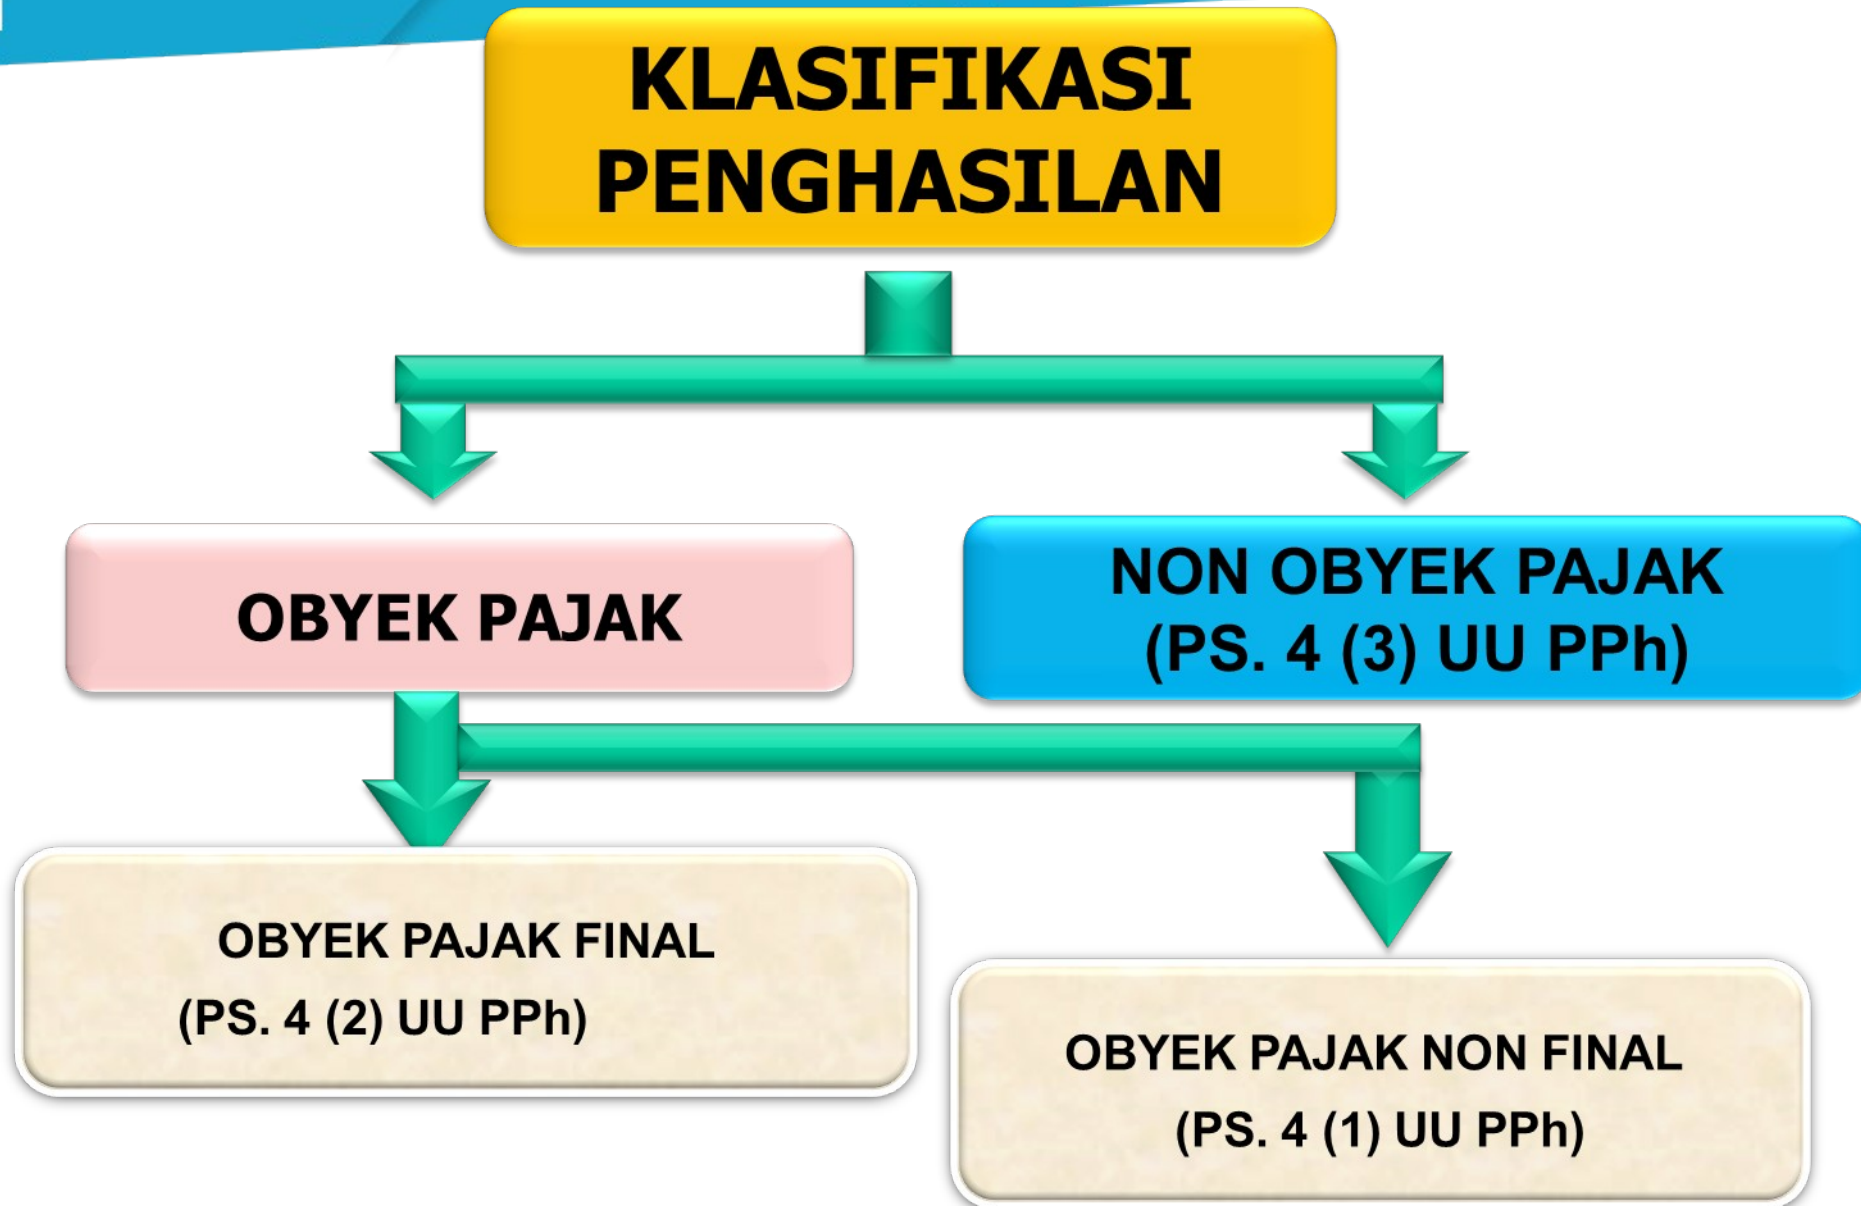 KLASIFIKASI
PENGHASILAN
OBYEK PAJAK
NON OBYEK PAJAK
(PS. 4 (3) UU PPh)
OBYEK PAJAK FINAL
(PS. 4 (2) UU PPh)
OBYEK PAJAK NON FINAL
(PS. 4 (1) UU PPh)